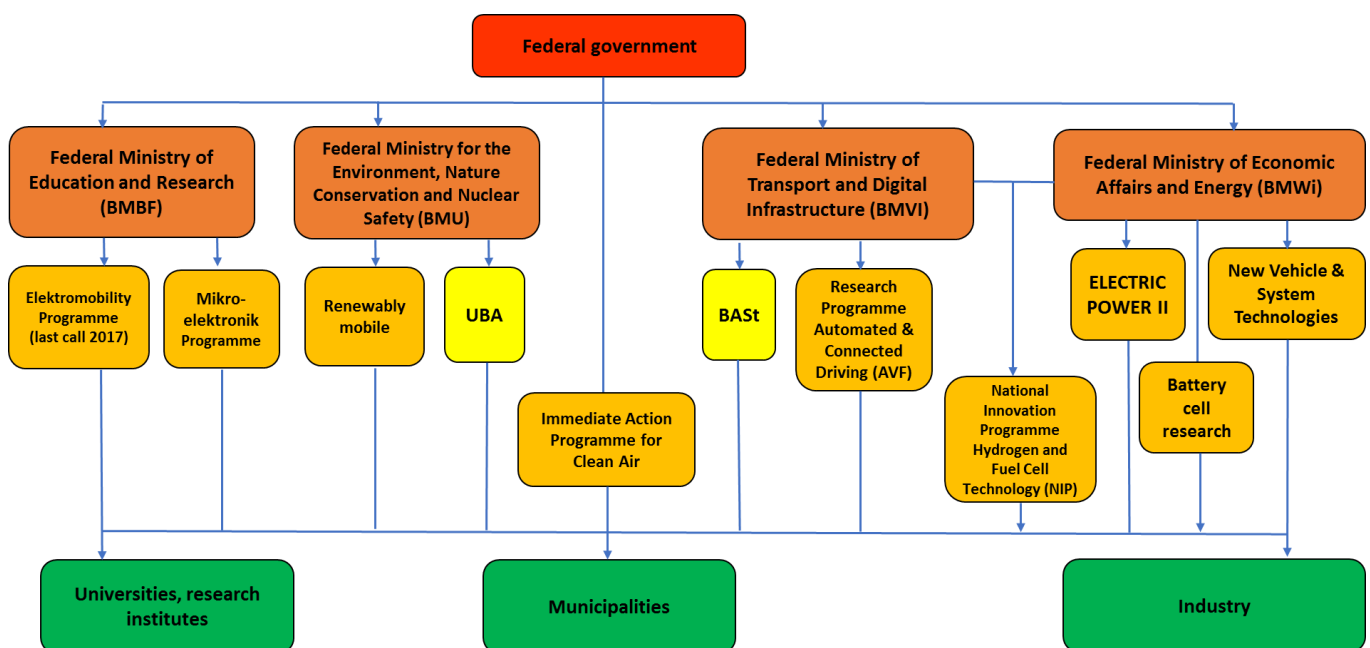 Federal government
Federal Ministry of
Education and Research
(BMBF)
Federal Ministry for the
Environment, Nature
Conservation and Nuclear
Safety (BMU)
Federal Ministry of
Transport and Digital
Infrastructure (BMVI)
Federal Ministry of Economic
Affairs and Energy (BMWi)
Elektromobility
Programme
(last call 2017)
Mikro-
elektronik
Programme
Renewably
mobile
UBA
BASt
Research
Programme
Automated &
Connected
Driving (AVF)
ELECTRIC
POWER II
New Vehicle &
System
Technologies
Immediate Action
Programme for
Clean Air
National
Innovation
Programme
Hydrogen and
Fuel Cell
Technology (NIP)
Battery
cell
research
Universities, research
institutes
Municipalities
Industry